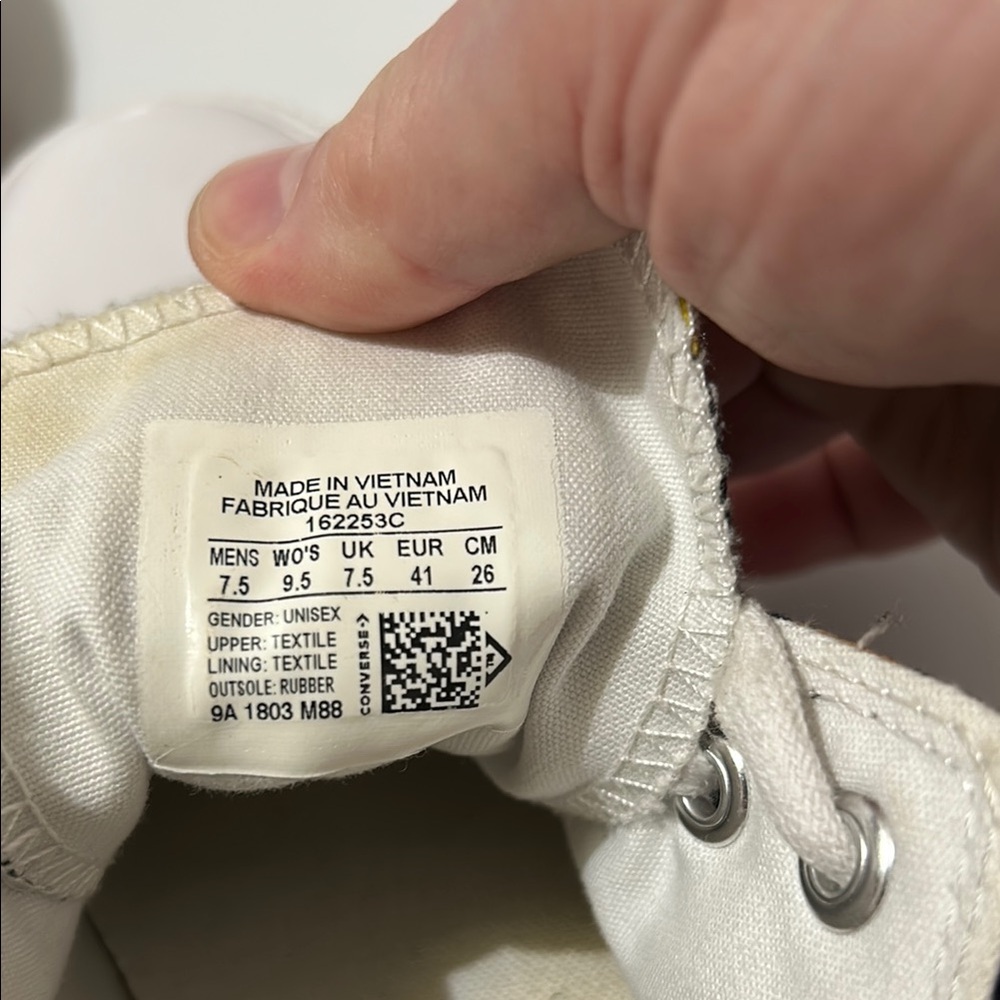 MADE IN VIETNAM
FABRIQUE AU VIETNAM
162253C
MENS WO'S UK EUR CM
7.5 9.5 7.5 41 26
GENDER: UNISEX
UPPER: TEXTILE
LINING: TEXTILE
OUTSOLE: RUBBER
9A 1803 M88
CONVERSE